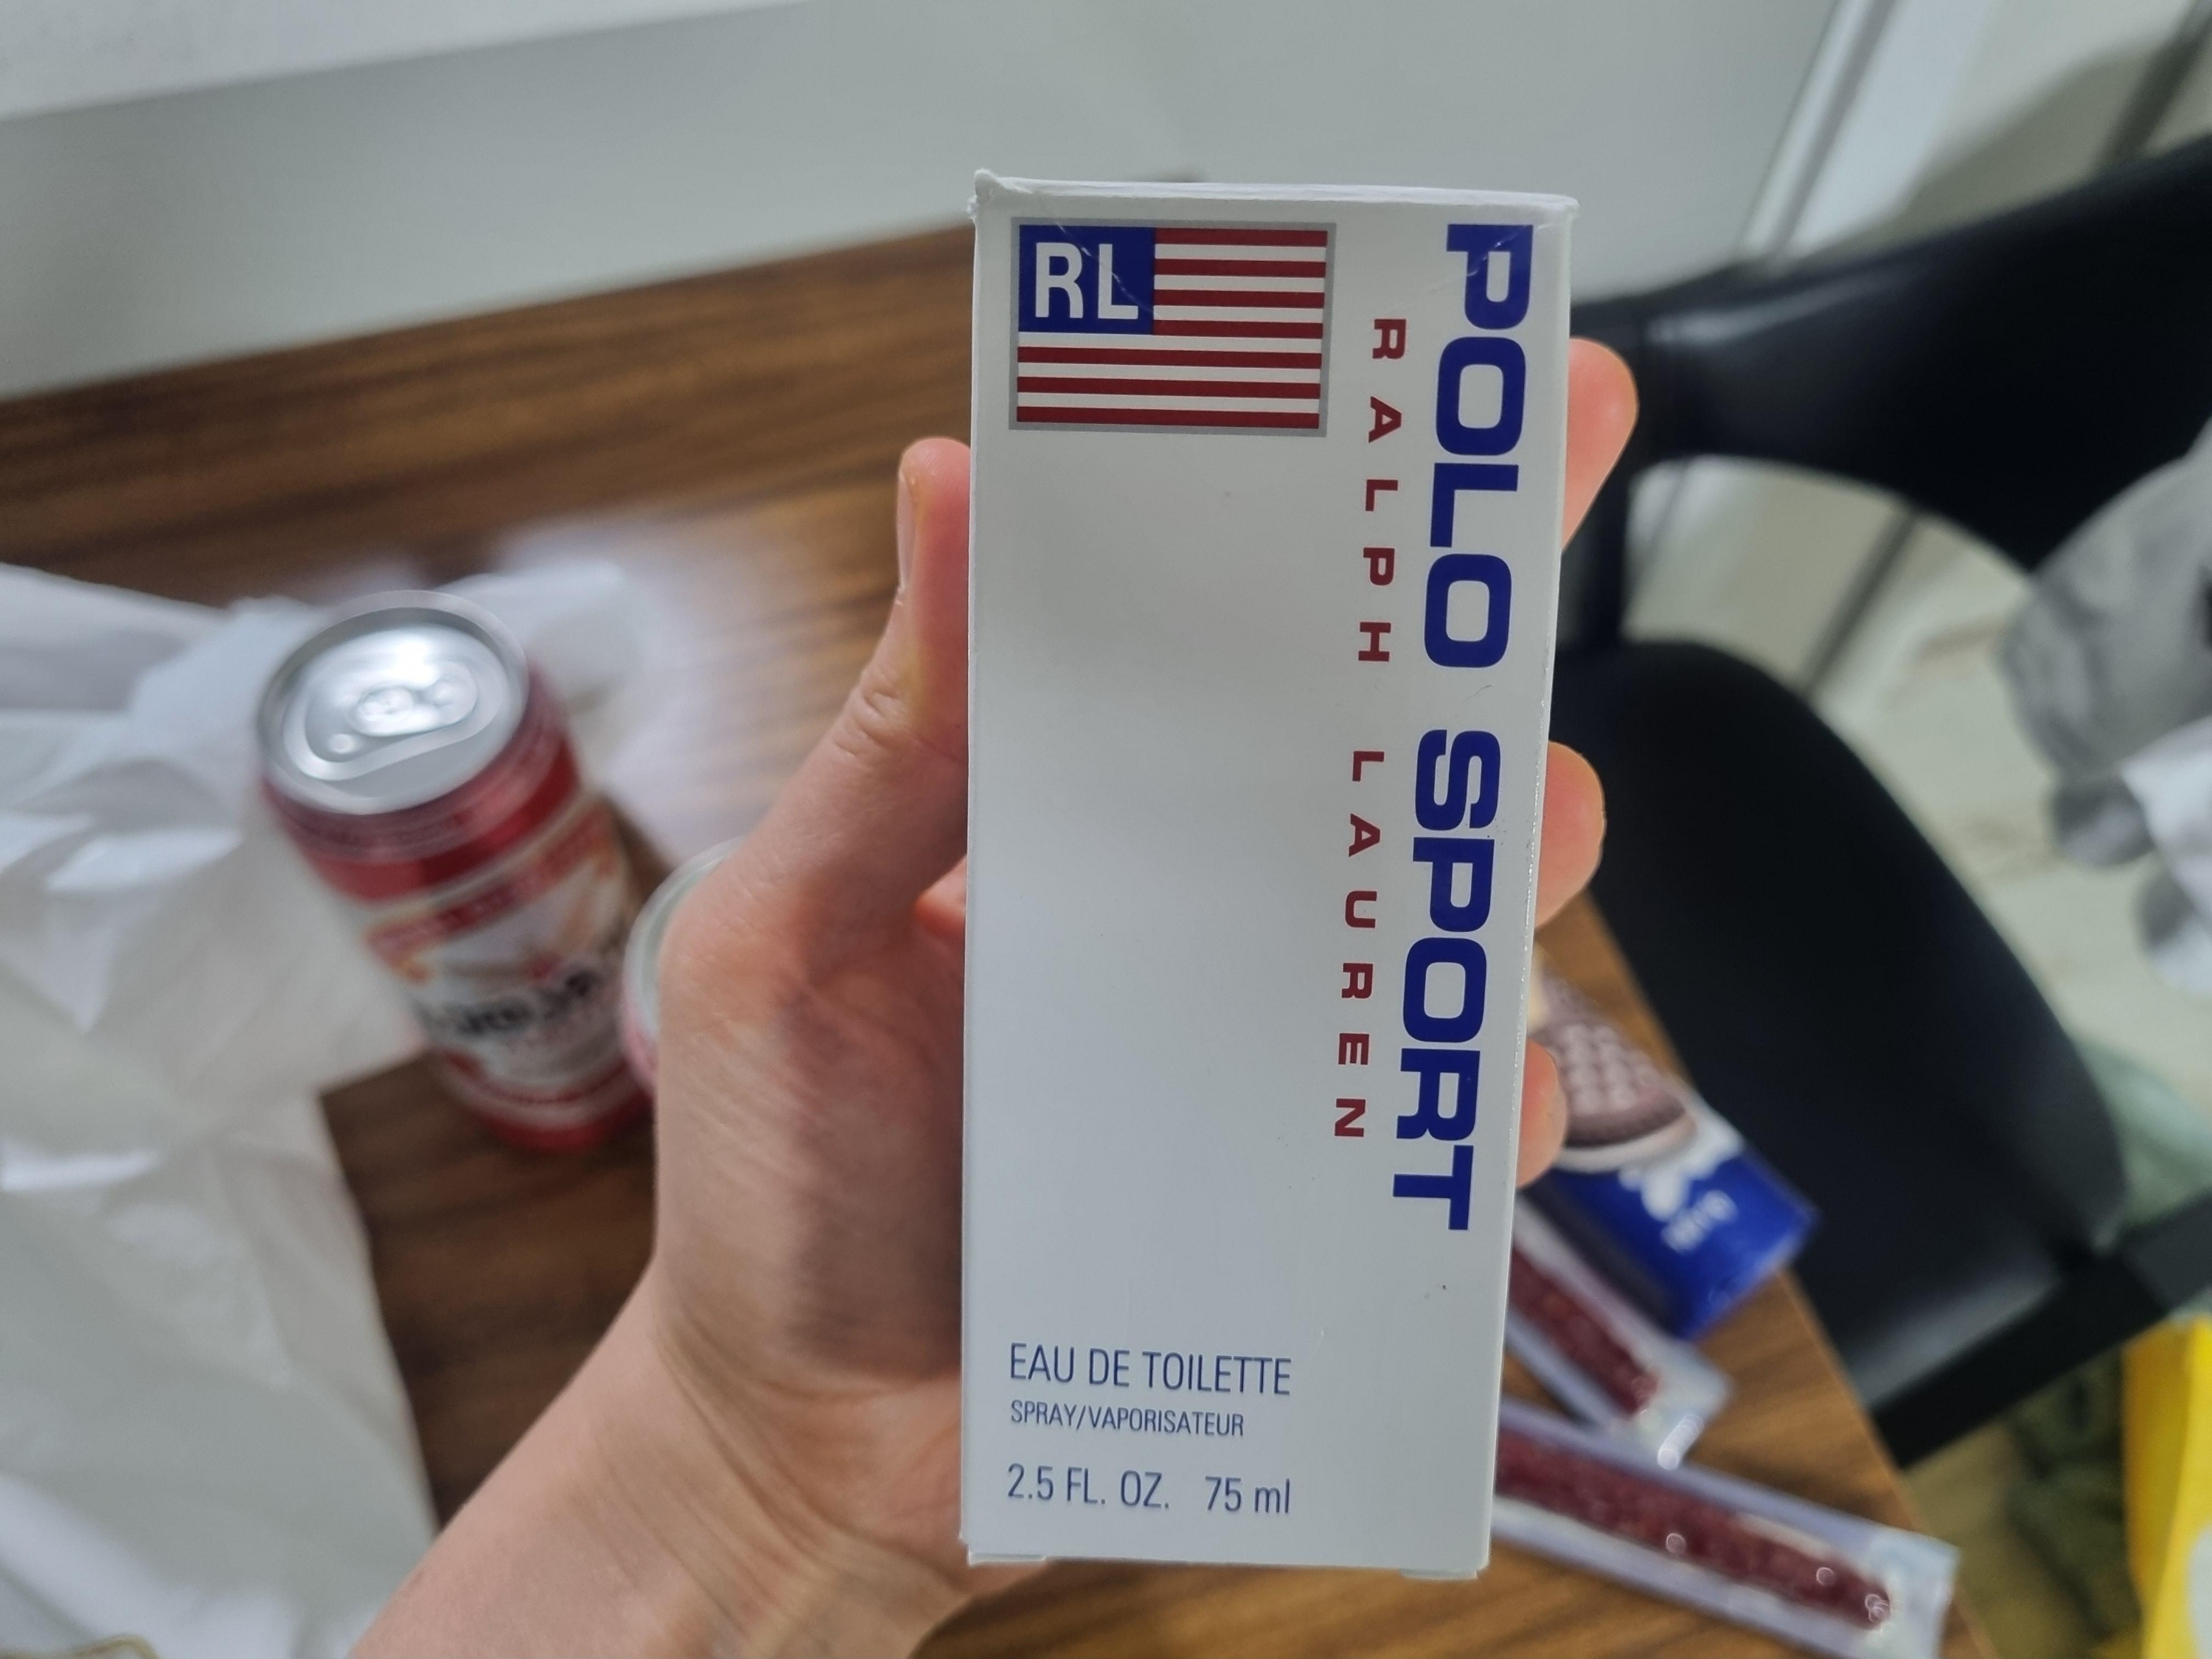 RL
POLO SPORT
RALPH LAUREN
EAU DE TOILETTE
SPRAY/VAPORISATEUR
2.5 FL. OZ. 75 ml